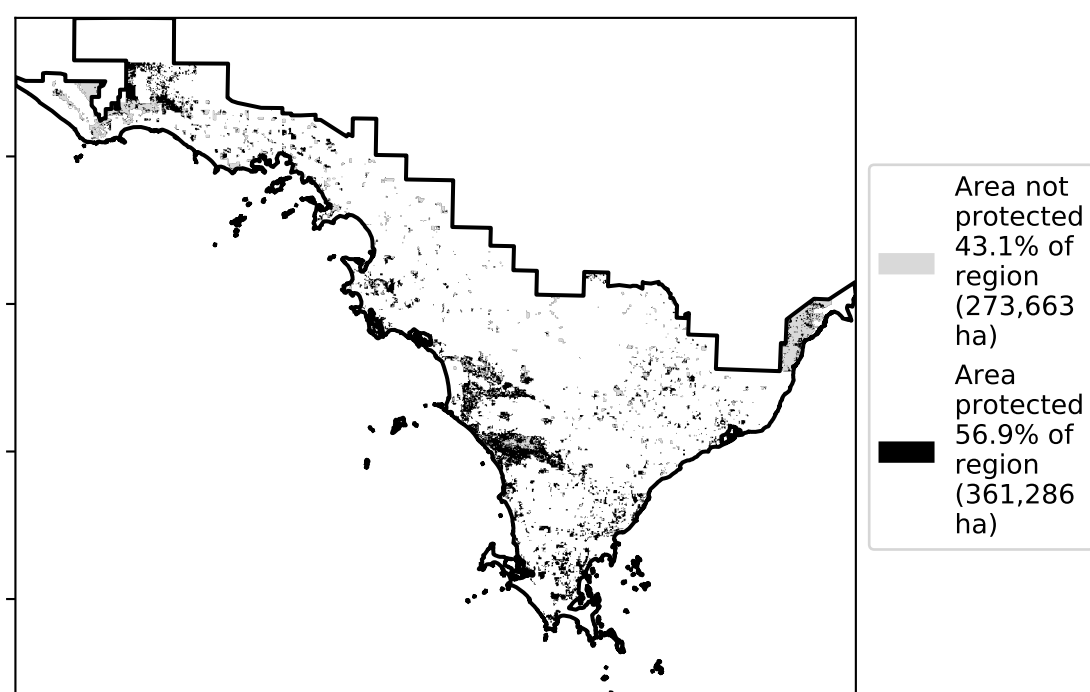 Area not
protected
43.1% of
region
(273,663
ha)
Area
protected
56.9% of
region
(361,286
ha)